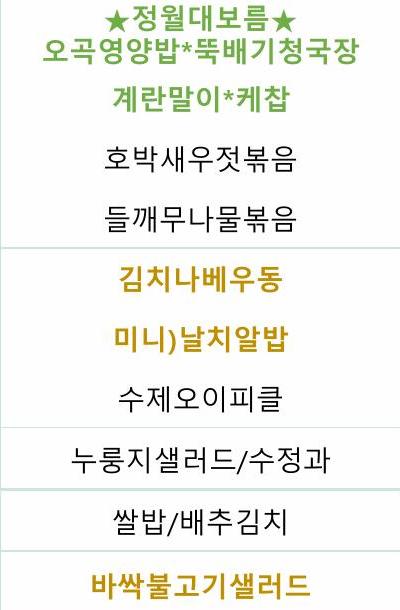 ★정월대보름★
오곡영양밥*뚝배기청국장
계란말이*케찹
호박새우젓볶음
들깨무나물볶음
김치나베우동
미니)날치알밥
수제오이피클
누룽지샐러드/수정과
쌀밥/배추김치
바싹불고기샐러드